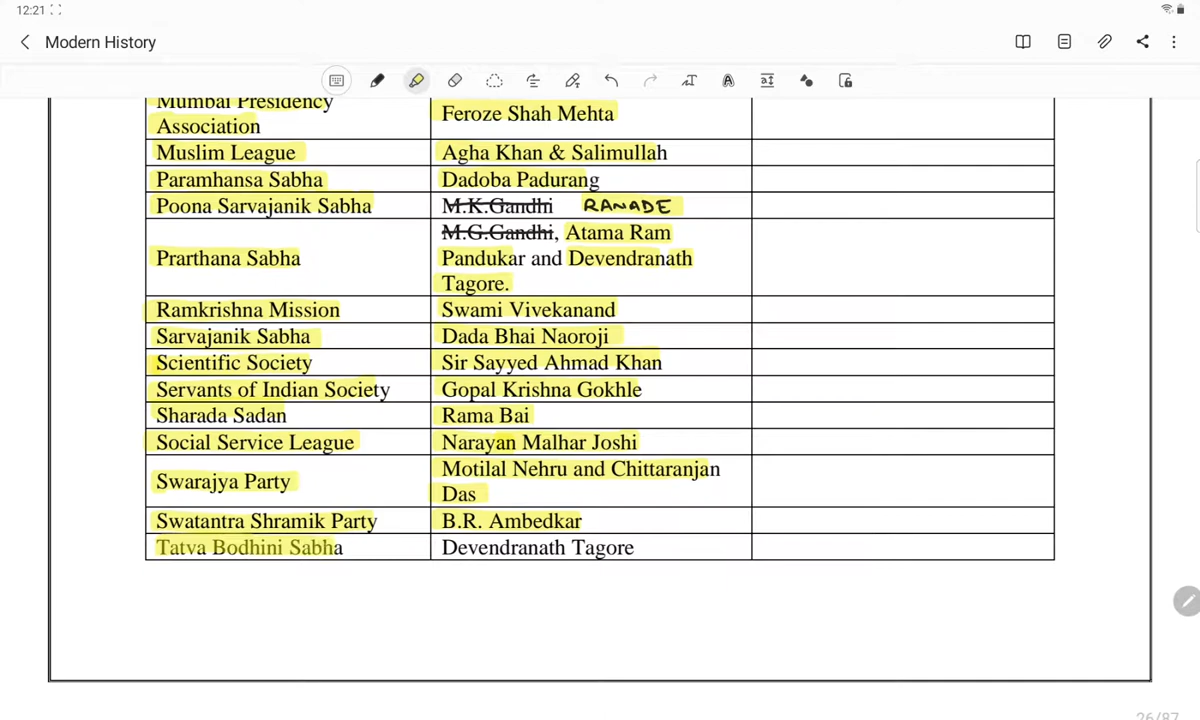 12:21
Modern History
Mumbai Presidency
Association
Feroze Shah Mehta
Muslim League
Agha Khan & Salimullah
Paramhansa Sabha
Dadoba Padurang
Poona Sarvajanik Sabha
M.K.Gandhi RANADE
Prarthana Sabha
M.G.Gandhi, Atama Ram
Pandukar and Devendranath
Tagore.
Ramkrishna Mission
Swami Vivekanand
Sarvajanik Sabha
Dada Bhai Naoroji
Scientific Society
Sir Sayyed Ahmad Khan
Servants of Indian Society
Gopal Krishna Gokhle
Sharada Sadan
Rama Bai
Social Service League
Narayan Malhar Joshi
Swarajya Party
Motilal Nehru and Chittaranjan
Das
Swatantra Shramik Party
B.R. Ambedkar
Tatva Bodhini Sabha
Devendranath Tagore
26/87